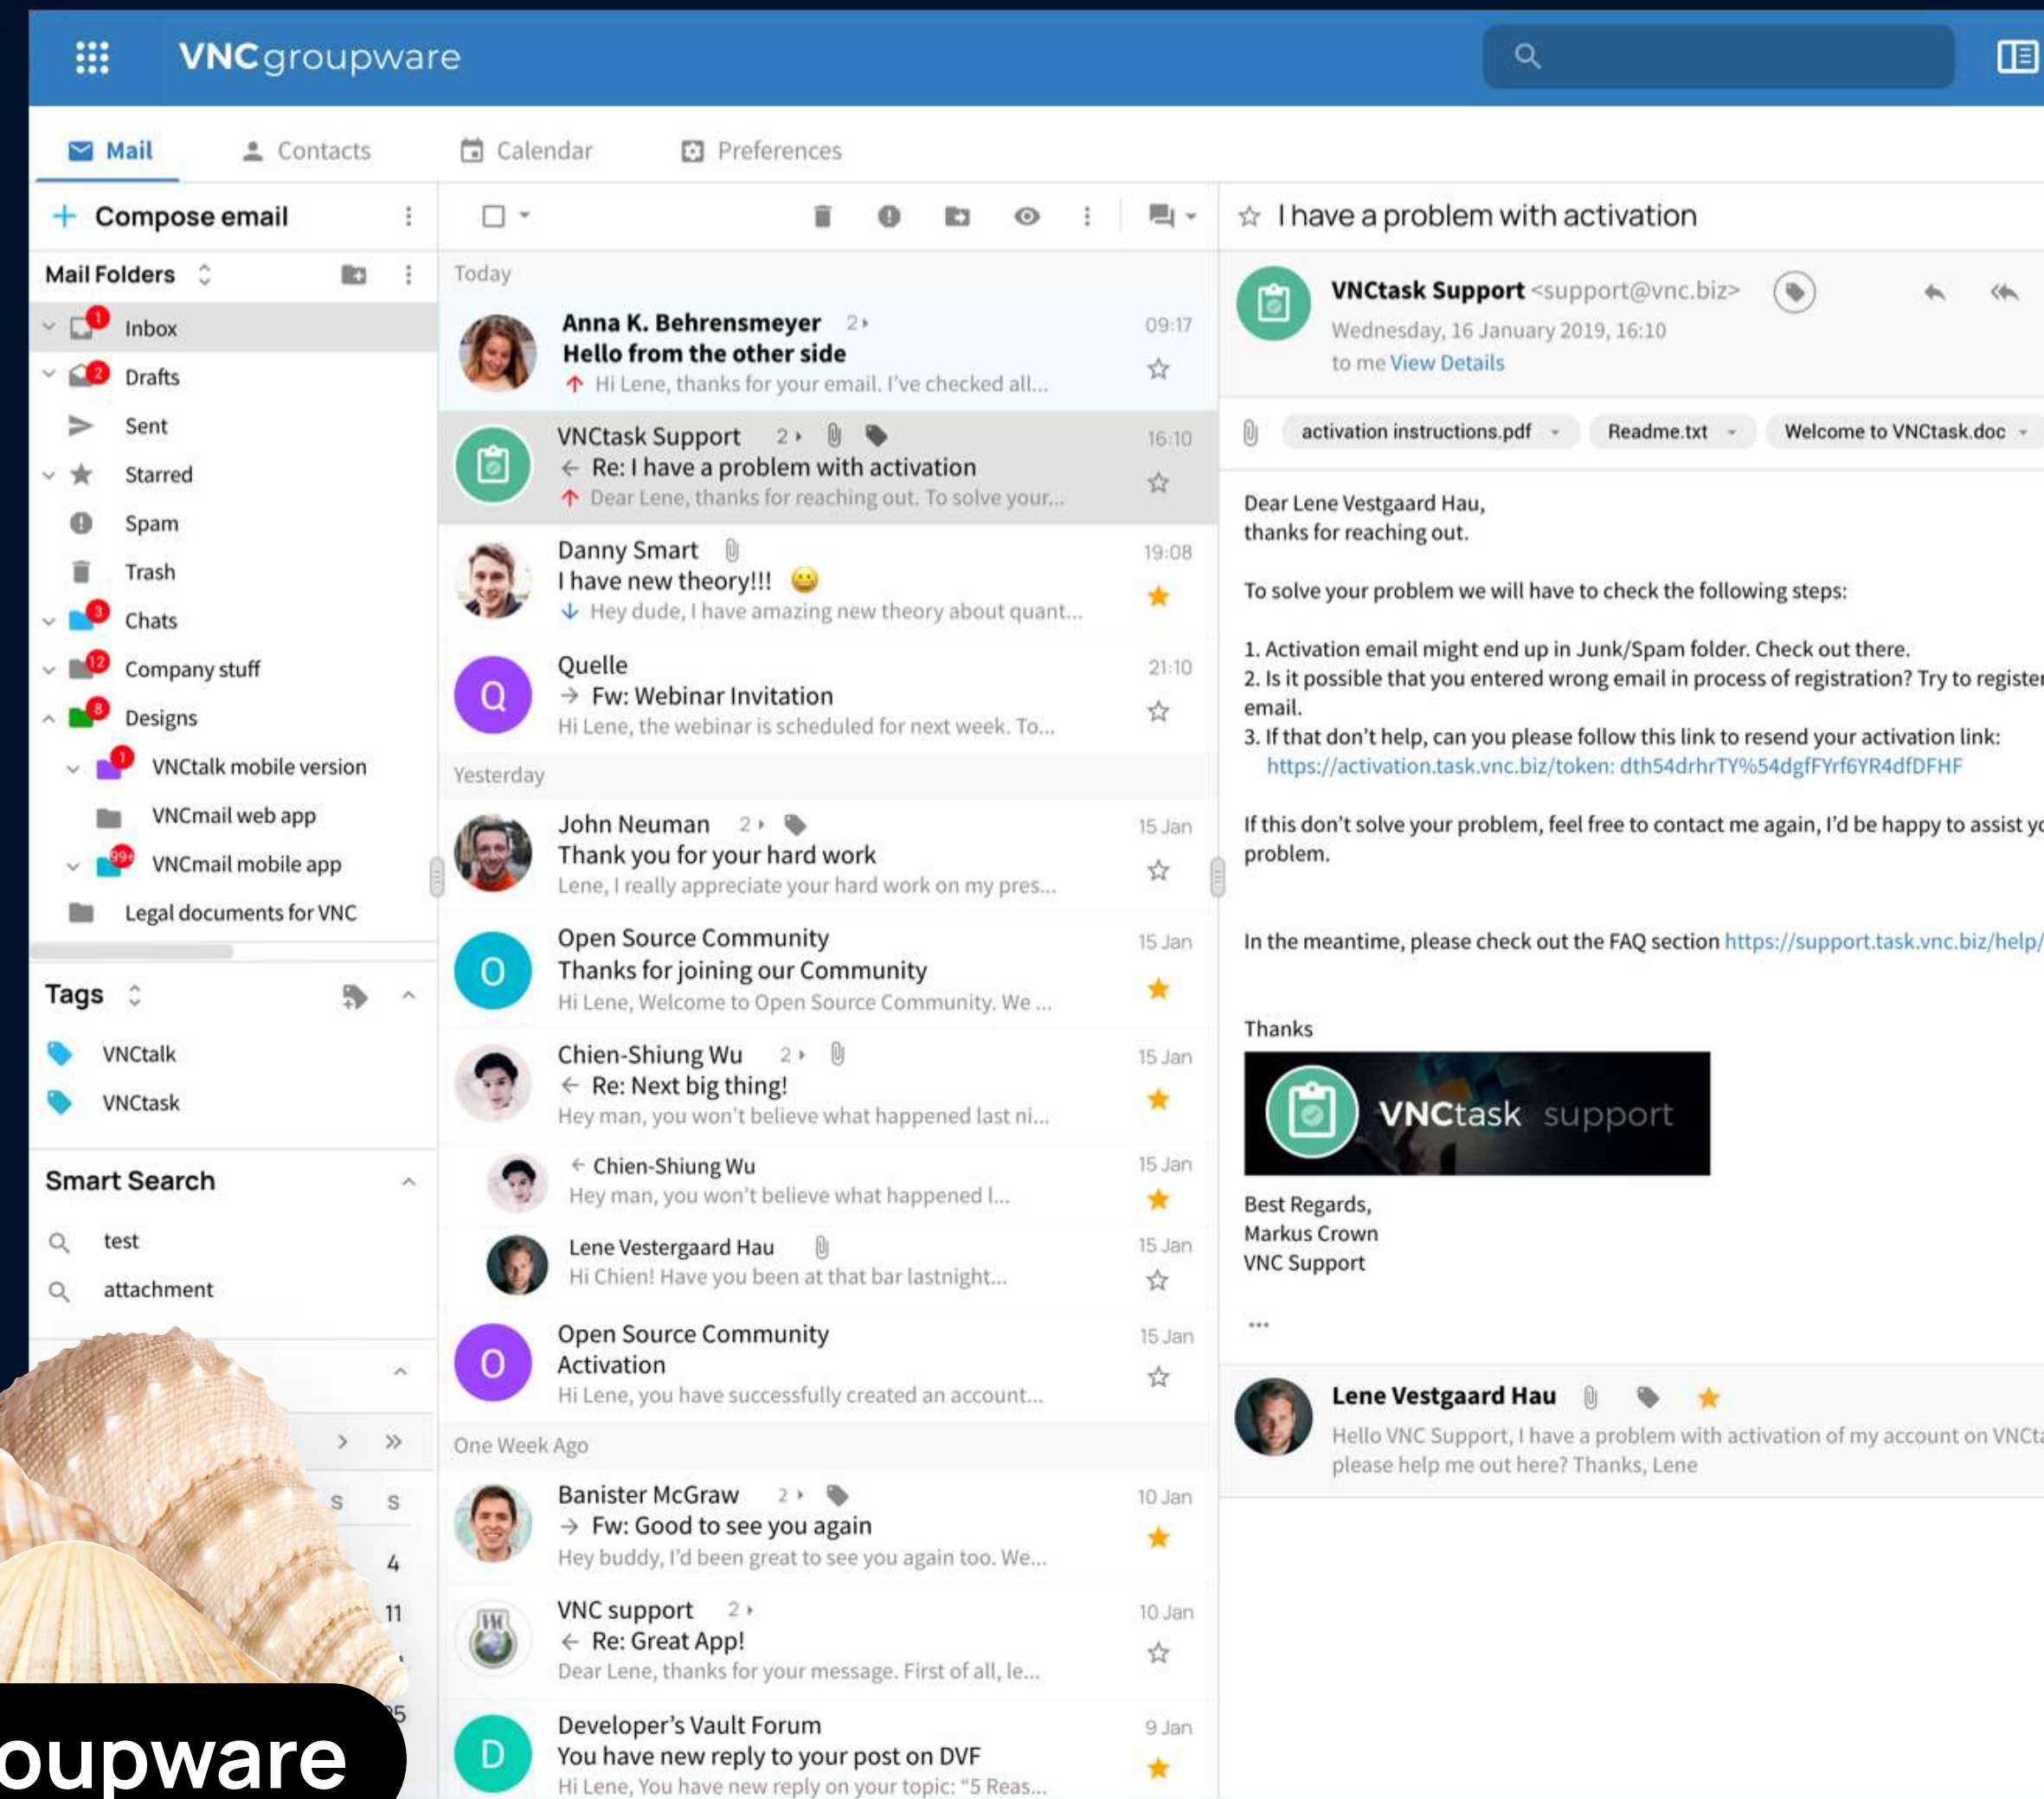 VNCgroupware
Mail
Contacts
Calendar
Preferences
Compose email
Mail Folders
1
Inbox
2
Drafts
Sent
Starred
Spam
Trash
3
Chats
12
Company stuff
8
Designs
1
VNCtalk mobile version
VNCmail web app
99+
VNCmail mobile app
Legal documents for VNC
Tags
VNCtalk
VNCtask
Smart Search
test
attachment
S S
4
11
oupware
Today
Anna K. Behrensmeyer 2
09:17
Hello from the other side
Hi Lene, thanks for your email. I've checked all...
VNCtask Support 2
16:10
← Re: I have a problem with activation
↑ Dear Lene, thanks for reaching out. To solve your...
Danny Smart
19:08
I have new theory!!! 😀
↓ Hey dude, I have amazing new theory about quant...
Q
Quelle
21:10
→ Fw: Webinar Invitation
Hi Lene, the webinar is scheduled for next week. To...
Yesterday
John Neuman 2
15 Jan
Thank you for your hard work
Lene, I really appreciate your hard work on my pres...
O
Open Source Community
15 Jan
Thanks for joining our Community
Hi Lene, Welcome to Open Source Community. We ...
Chien-Shiung Wu 2
15 Jan
← Re: Next big thing!
Hey man, you won't believe what happened last ni...
← Chien-Shiung Wu
15 Jan
Hey man, you won't believe what happened l...
Lene Vestergaard Hau
15 Jan
Hi Chien! Have you been at that bar lastnight...
O
Open Source Community
15 Jan
Activation
Hi Lene, you have successfully created an account...
One Week Ago
Banister McGraw 2
10 Jan
→ Fw: Good to see you again
Hey buddy, I'd been great to see you again too. We...
VNC support 2
10 Jan
← Re: Great App!
Dear Lene, thanks for your message. First of all, le...
D
Developer's Vault Forum
9 Jan
You have new reply to your post on DVF
Hi Lene, You have new reply on your topic: "5 Reas...
I have a problem with activation
VNCtask Support <support@vnc.biz>
Wednesday, 16 January 2019, 16:10
to me View Details
activation instructions.pdf
Readme.txt
Welcome to VNCtask.doc
Dear Lene Vestgaard Hau,
thanks for reaching out.
To solve your problem we will have to check the following steps:
1. Activation email might end up in Junk/Spam folder. Check out there.
2. Is it possible that you entered wrong email in process of registration? Try to register
email.
3. If that don't help, can you please follow this link to resend your activation link:
https://activation.task.vnc.biz/token: dth54drhrTY%54dgfFYrf6YR4dfDFHF
If this don't solve your problem, feel free to contact me again, I'd be happy to assist yo
problem.
In the meantime, please check out the FAQ section https://support.task.vnc.biz/help/
Thanks
VNCtask support
Best Regards,
Markus Crown
VNC Support
...
Lene Vestgaard Hau
Hello VNC Support, I have a problem with activation of my account on VNCta
please help me out here? Thanks, Lene